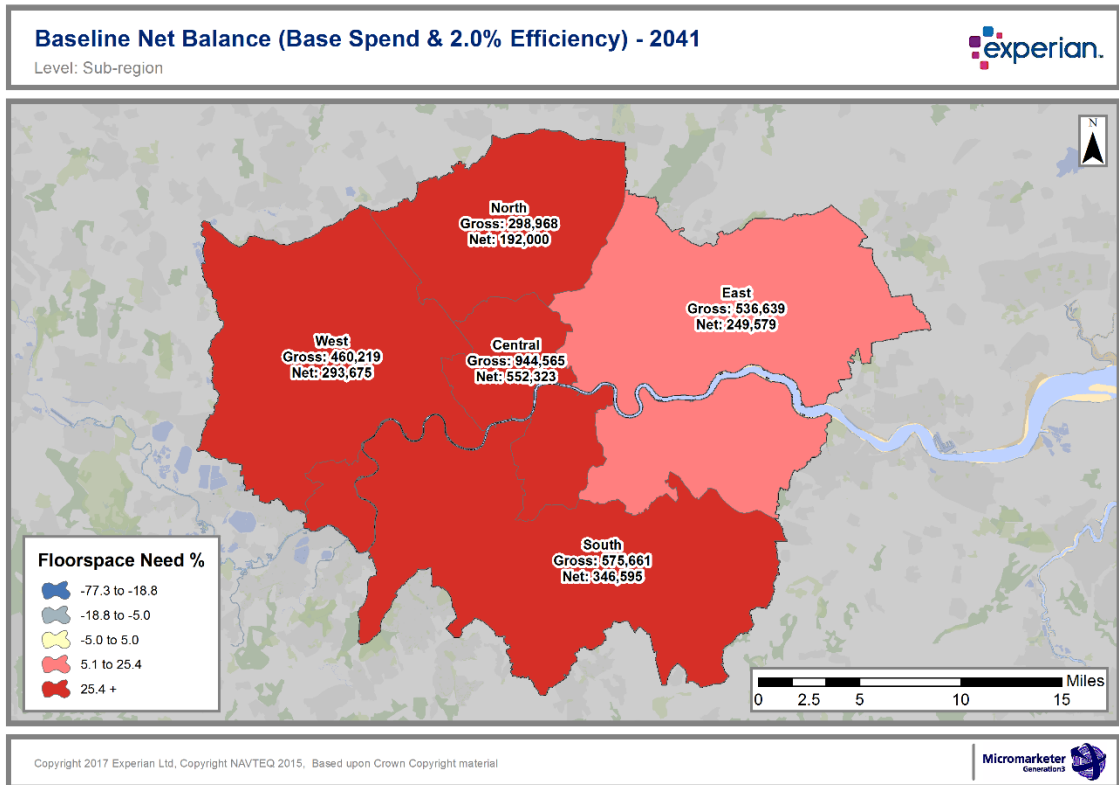 Baseline Net Balance (Base Spend & 2.0% Efficiency) - 2041
Level: Sub-region
experian.
N
North
Gross: 298,968
Net: 192,000
East
Gross: 536,639
Net: 249,579
West
Gross: 460,219
Net: 293,675
Central
Gross: 944,565
Net: 552,323
South
Gross: 575,661
Net: 346,595
Floorspace Need %
-77.3 to -18.8
-18.8 to -5.0
-5.0 to 5.0
5.1 to 25.4
25.4 +
Miles
0 2.5 5 10 15
Copyright 2017 Experian Ltd, Copyright NAVTEQ 2015, Based upon Crown Copyright material
Micromarketer
Generation3